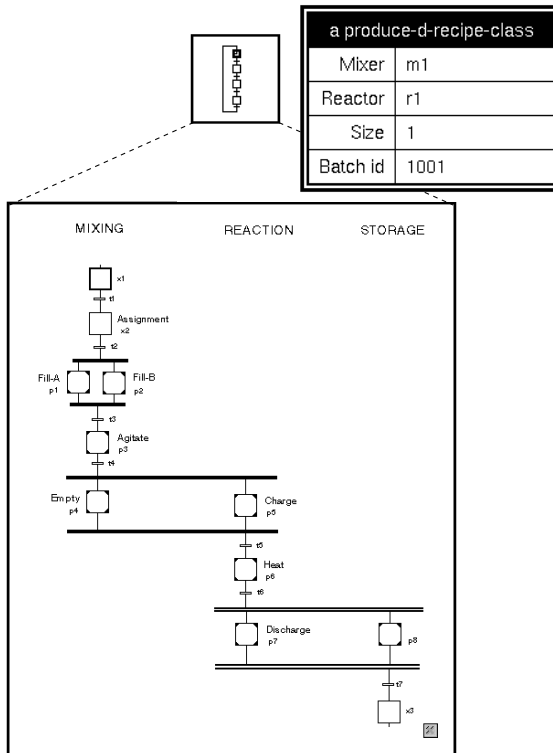 a produce-d-recipe-class
Mixer m1
Reactor r1
Size 1
Batch id 1001
MIXING REACTION STORAGE
x1
t1
Assignment
x2
t2
Fill-A Fill-B
p1 p2
t3
Agitate
p3
t4
Empty Charge
p4 p5
t5
Heat
p6
t6
Discharge
p7 p8
t7
x3